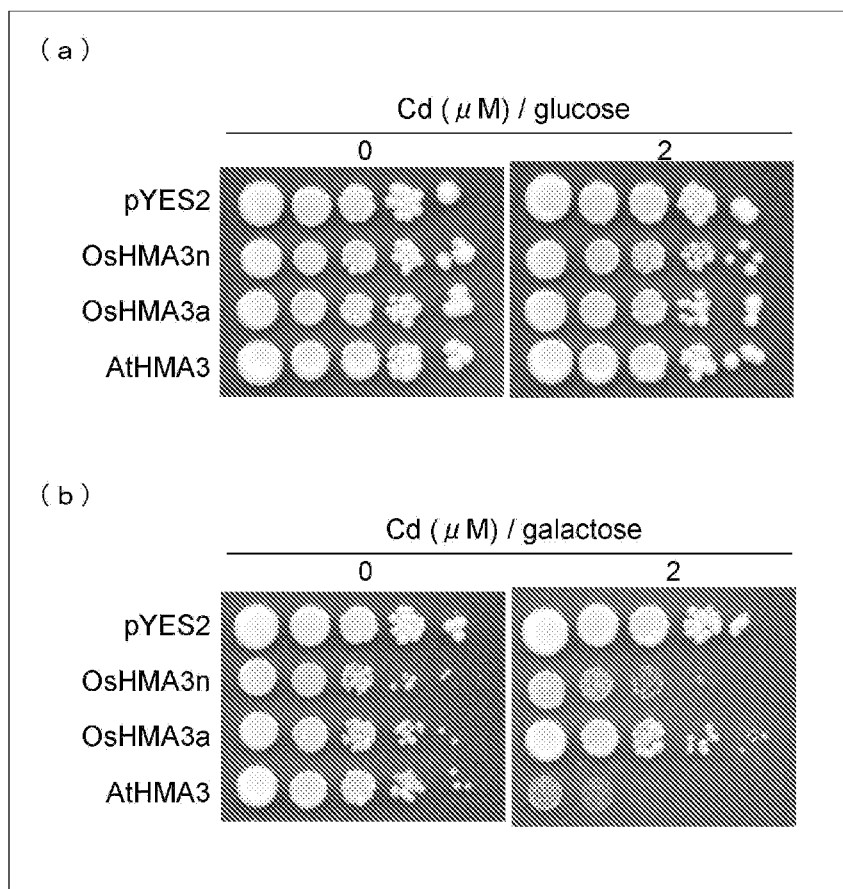 (a)
Cd (μM) / glucose
0 2
pYES2
OsHMA3n
OsHMA3a
AtHMA3
(b)
Cd (μM) / galactose
0 2
pYES2
OsHMA3n
OsHMA3a
AtHMA3